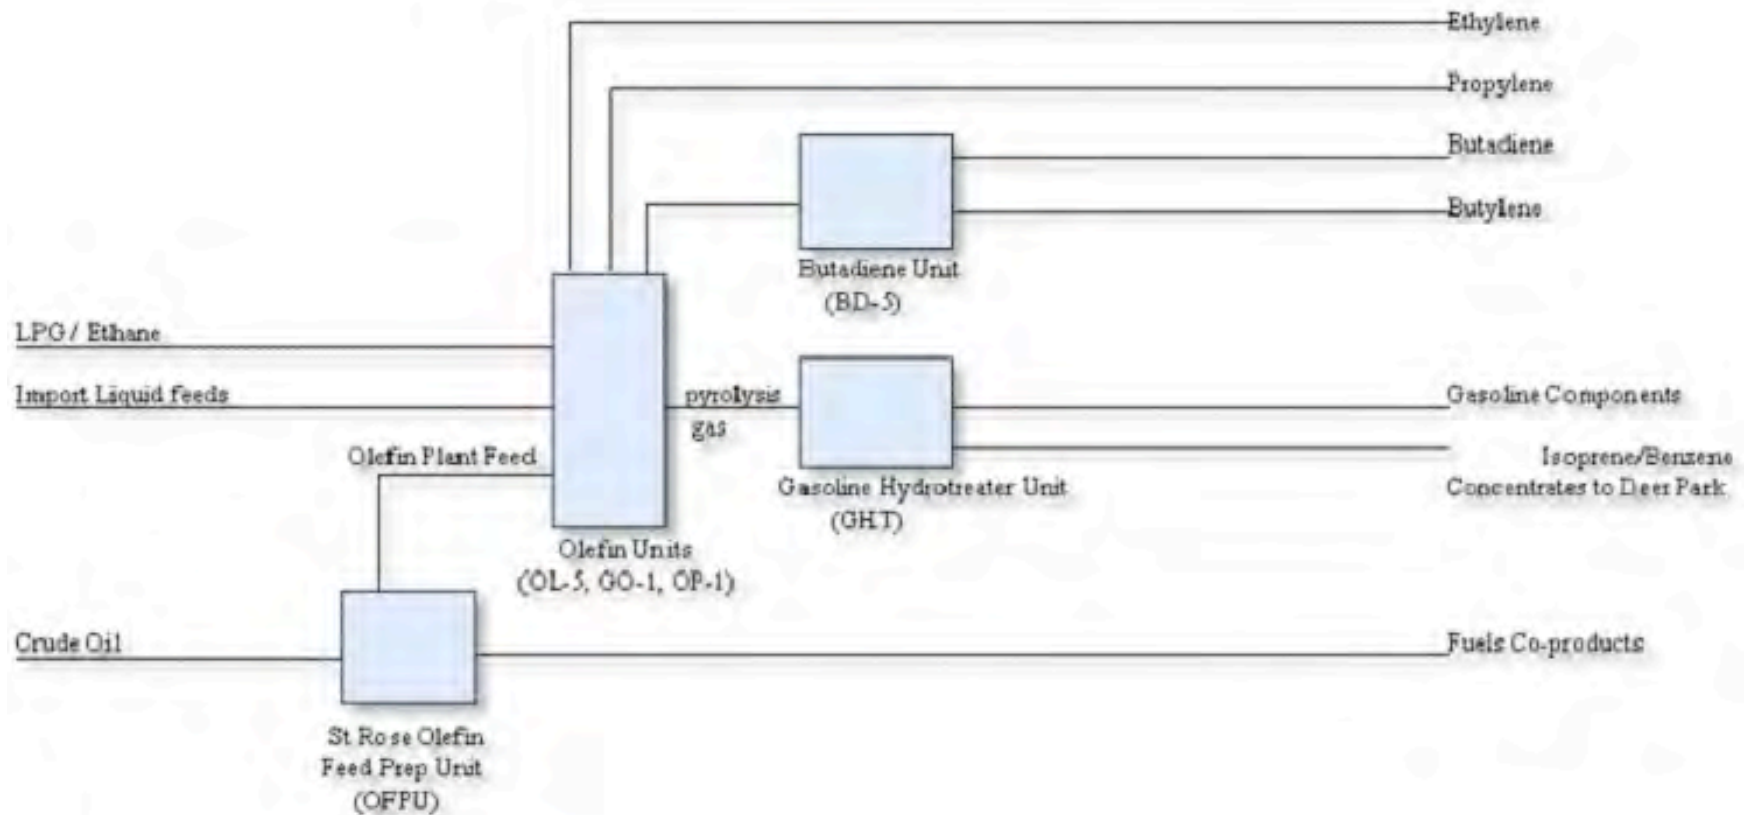 Ethylene
Propylene
Butadiene
Butylene
Butadiene Unit
(BD-5)
LPG / Ethane
Import Liquid feeds
pyrolysis
gas
Gasoline Components
Olefin Plant Feed
Isoprene/Benzene
Concentrates to Deer Park
Gasoline Hydrotreater Unit
(GHT)
Olefin Units
(OL-5, GO-1, OP-1)
Crude Oil
Fuels Co-products
St Rose Olefin
Feed Prep Unit
(OFPU)